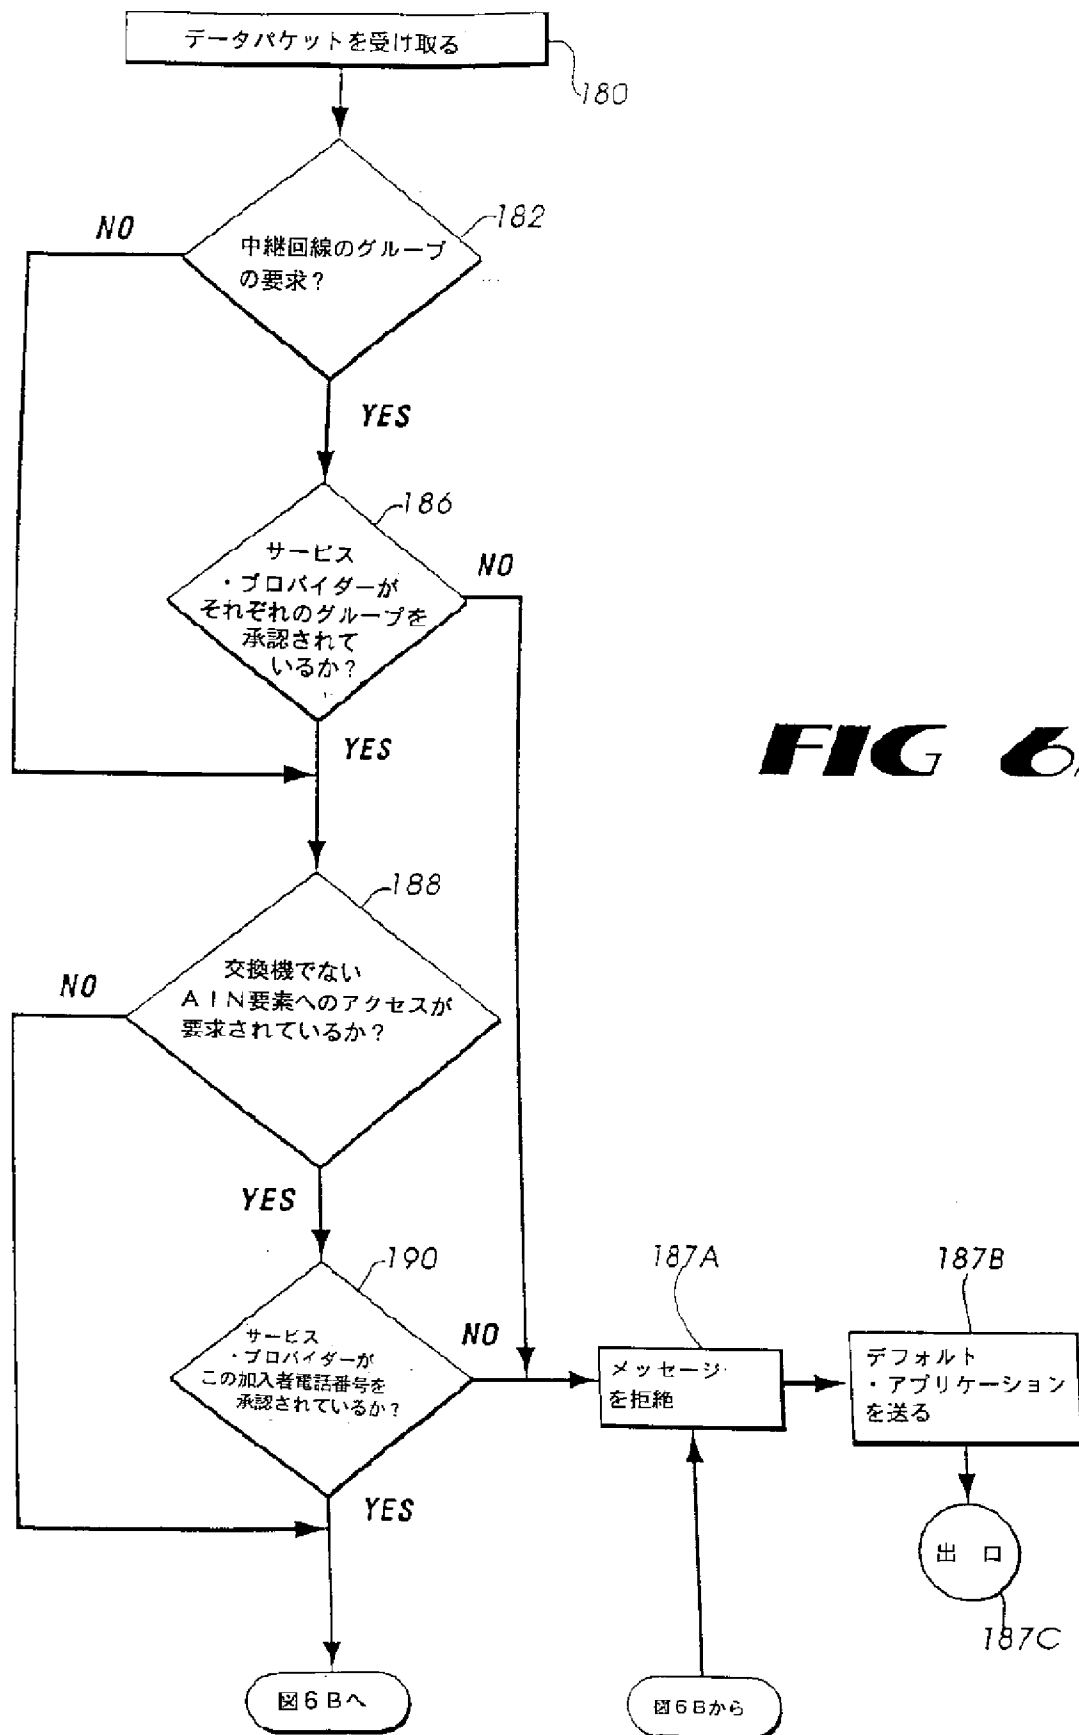 データパケットを受け取る
180
182
NO
中継回線のグループ
の要求?
YES
186
サービス
・プロバイダーが
それぞれのグループを
承認されて
いるか?
NO
YES
FIG 6
188
交換機でない
AIN要素へのアクセスが
要求されているか?
NO
YES
190
サービス
・プロバイダーが
この加入者電話番号を
承認されているか?
NO
YES
187A
メッセージ
を拒絶
187B
デフォルト
・アプリケーション
を送る
出 口
187C
図6Bへ
図6Bから